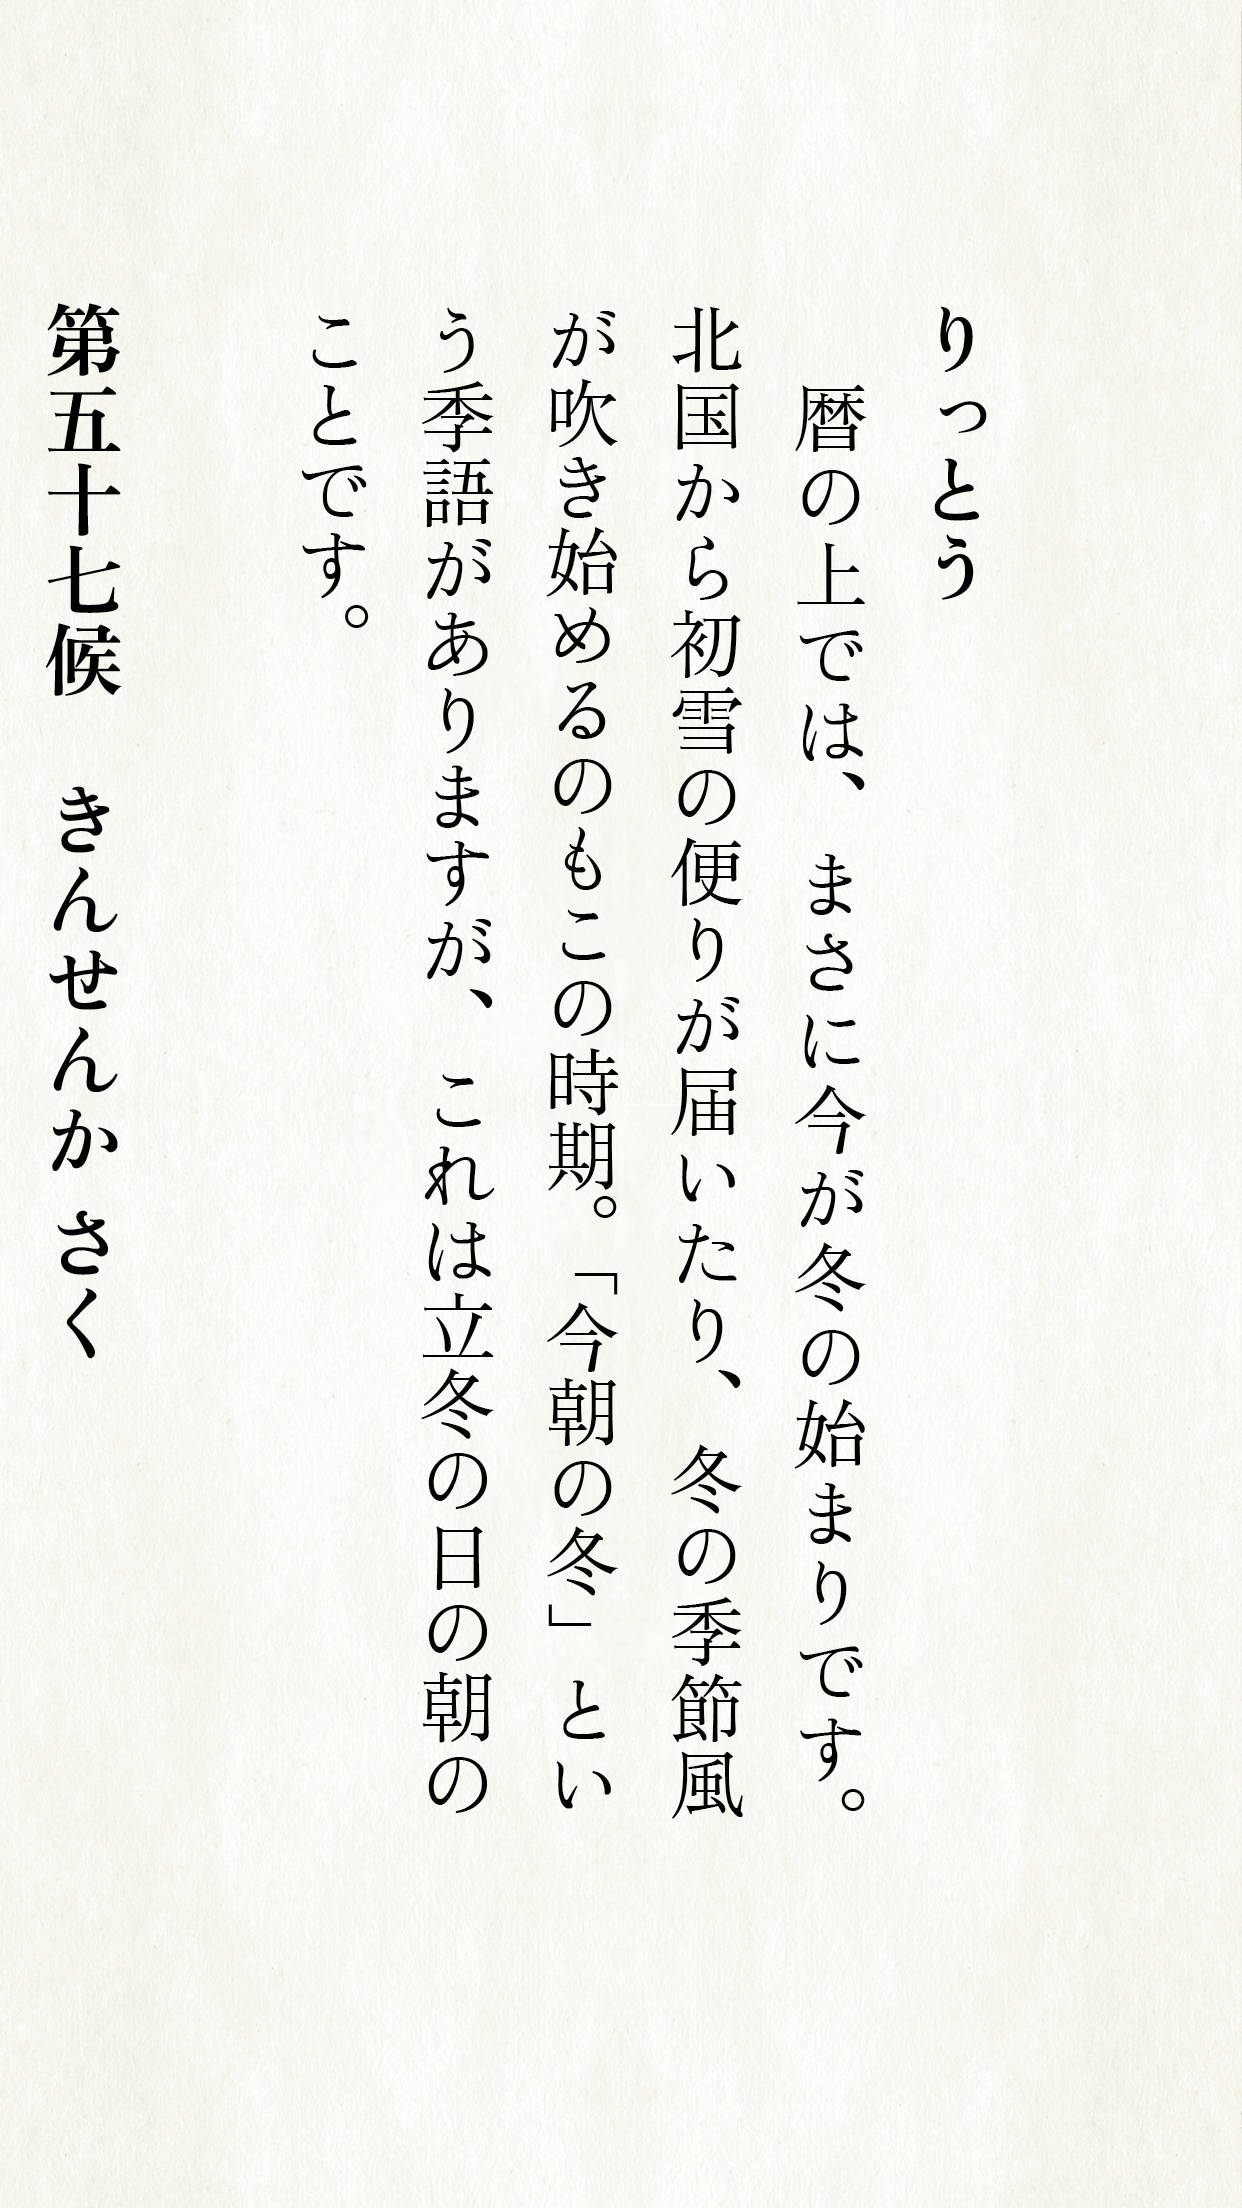 りっとう
　暦の上では、まさに今が冬の始まりです。
北国から初雪の便りが届いたり、冬の季節風
が吹き始めるのもこの時期。「今朝の冬」とい
う季語がありますが、これは立冬の日の朝の
ことです。
第五十七候　きんせんか さく